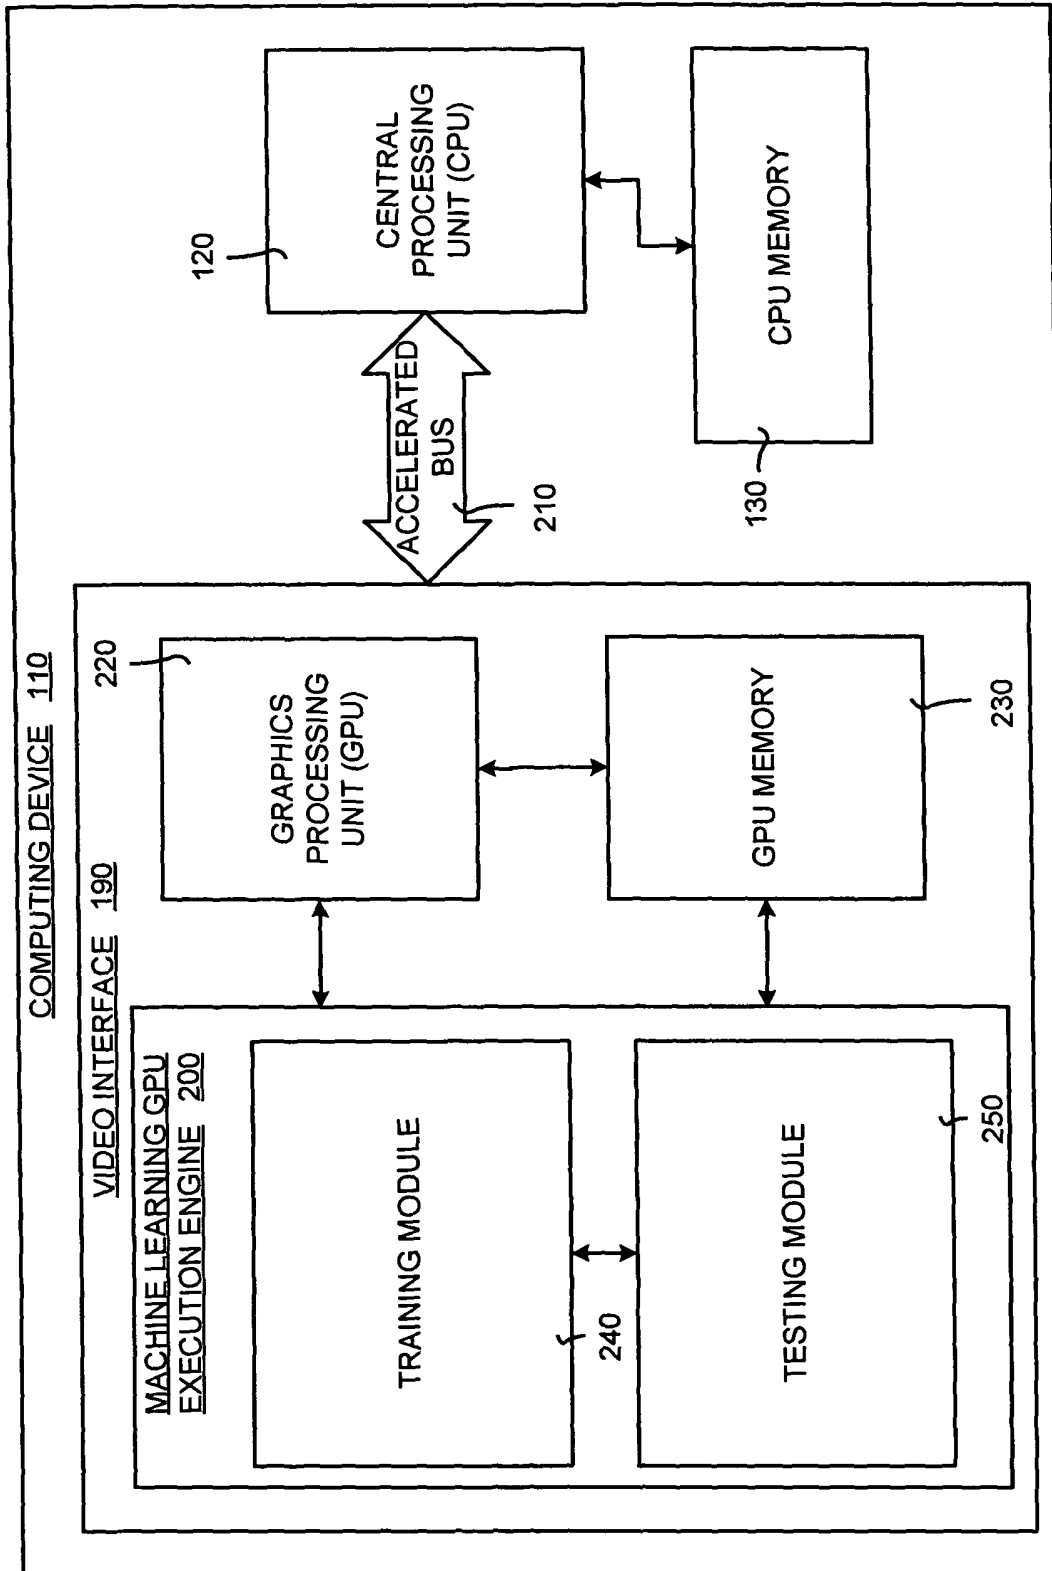 COMPUTING DEVICE 110
VIDEO INTERFACE 190
MACHINE LEARNING GPU
EXECUTION ENGINE 200
TRAINING MODULE
240
TESTING MODULE
250
220
GRAPHICS
PROCESSING
UNIT (GPU)
GPU MEMORY
230
ACCELERATED
BUS
210
120
CENTRAL
PROCESSING
UNIT (CPU)
CPU MEMORY
130